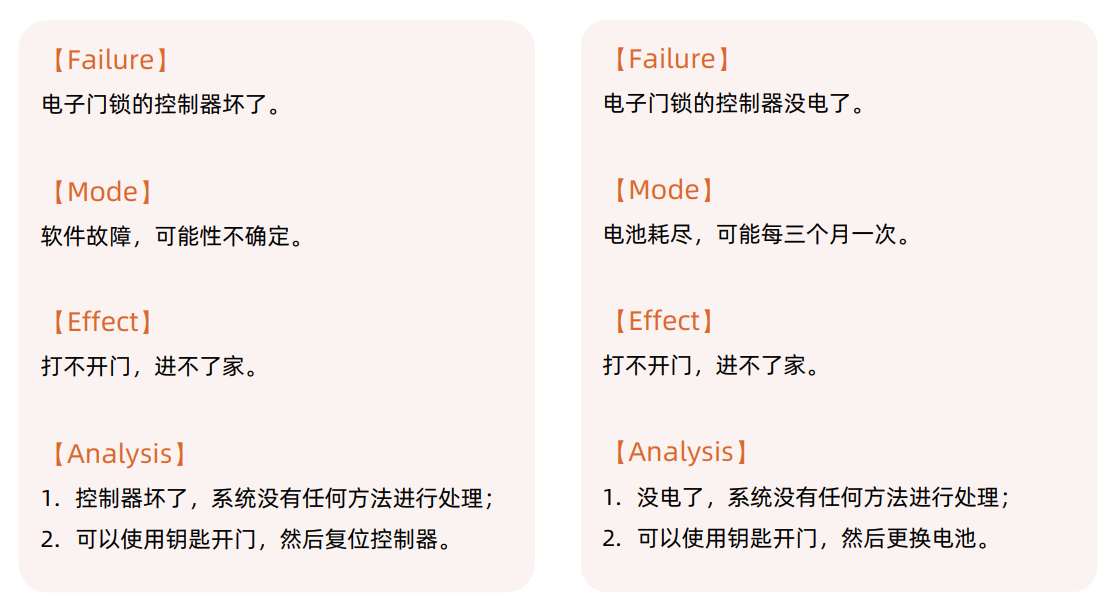 【Failure】
电子门锁的控制器坏了。
【Mode】
软件故障，可能性不确定。
【Effect】
打不开门，进不了家。
【Analysis】
1. 控制器坏了，系统没有任何方法进行处理；
2. 可以使用钥匙开门，然后复位控制器。
【Failure】
电子门锁的控制器没电了。
【Mode】
电池耗尽，可能每三个月一次。
【Effect】
打不开门，进不了家。
【Analysis】
1. 没电了，系统没有任何方法进行处理；
2. 可以使用钥匙开门，然后更换电池。